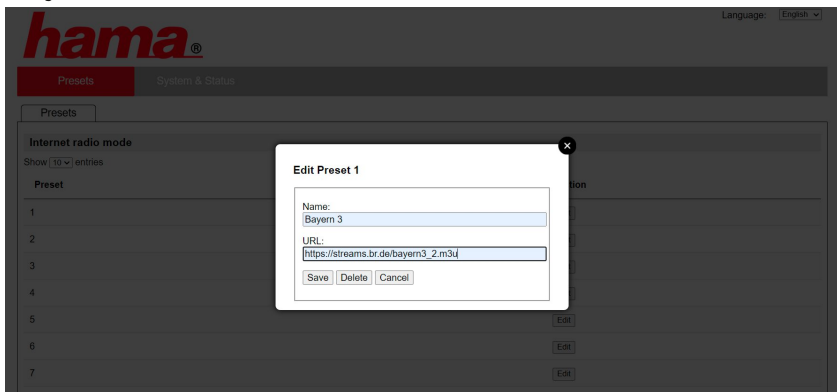 Language: English
hama®
Presets System & Status
Presets
Internet radio mode
Show 10 entries
Preset
1
2
3
4
5 Edit
6 Edit
7 Edit
Edit Preset 1
Name:
Bayern 3
URL:
https://streams.br.de/bayern3_2.m3u
Save Delete Cancel